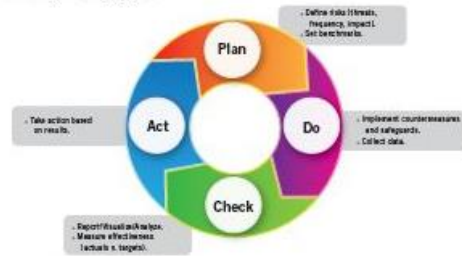 Plan
. Define risks (threats,
frequency, impact).
. Set benchmarks.
Do
. Implement countermeasures
and safeguards.
. Collect data.
Check
. Report/Visualize/Analyze.
. Measure effectiveness
(actuals v. targets).
Act
. Take action based
on results.